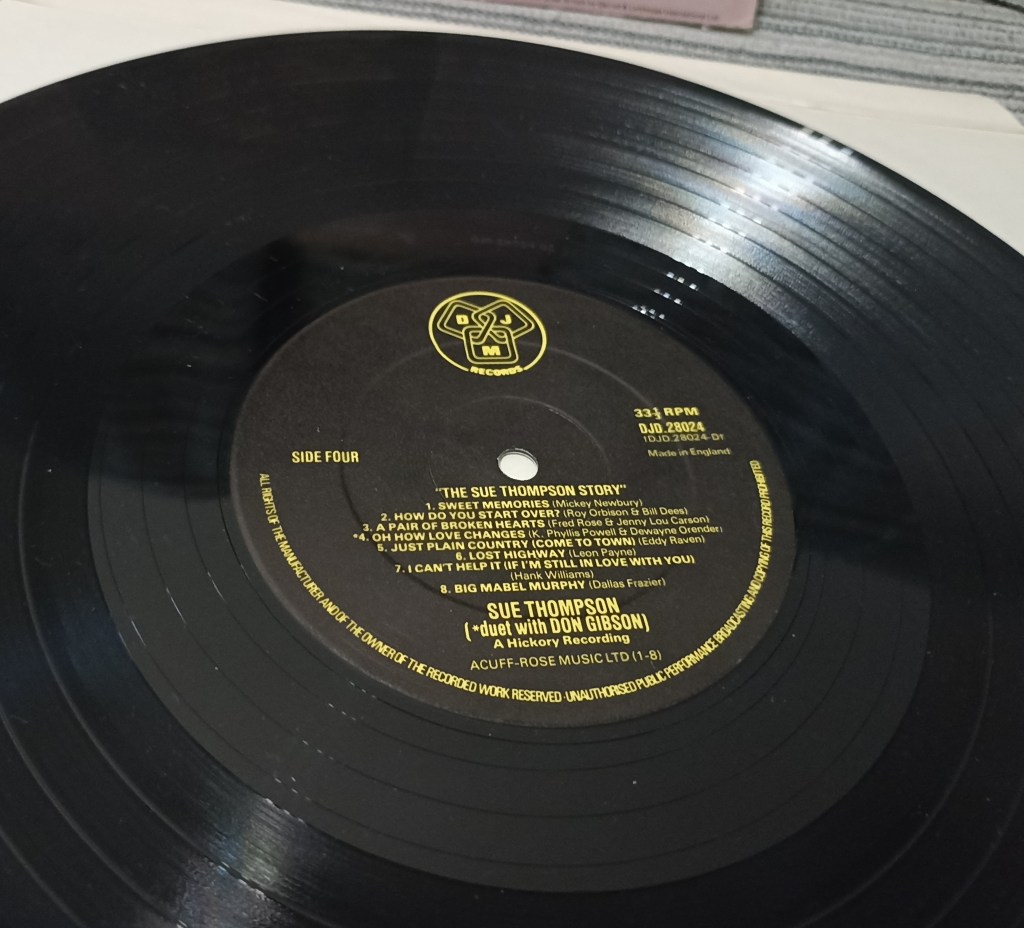 D J
M
RECORDS
33⅓ RPM
DJD.28024
(DJD.28024-D)
Made in England
SIDE FOUR
"THE SUE THOMPSON STORY"
1. SWEET MEMORIES (Mickey Newbury)
2. HOW DO YOU START OVER? (Roy Orbison & Bill Dees)
3. A PAIR OF BROKEN HEARTS (Fred Rose & Jenny Lou Carson)
*4. OH HOW LOVE CHANGES (K. Phyllis Powell & Dewayne Orender)
5. JUST PLAIN COUNTRY (COME TO TOWN) (Eddy Raven)
6. LOST HIGHWAY (Leon Payne)
7. I CAN'T HELP IT (IF I'M STILL IN LOVE WITH YOU)
(Hank Williams)
8. BIG MABEL MURPHY (Dallas Frazier)
SUE THOMPSON
(*duet with DON GIBSON)
A Hickory Recording
ACUFF-ROSE MUSIC LTD (1-8)
ALL RIGHTS OF THE MANUFACTURER AND OF THE OWNER OF THE RECORDED WORK RESERVED · UNAUTHORISED PUBLIC PERFORMANCE BROADCASTING AND COPYING OF THIS RECORD PROHIBITED